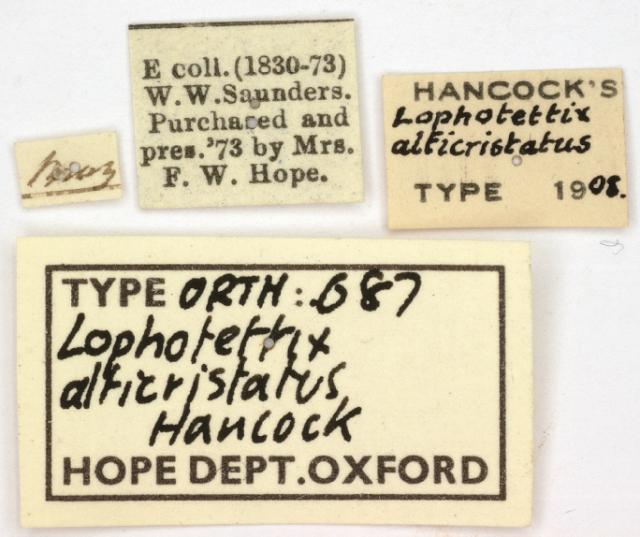 E coll. (1830-73)
W. W. Saunders.
Purchased and
pres. '73 by Mrs.
F. W. Hope.
HANCOCK'S
Lophotettix
alticristatus
TYPE 1908.
TYPE ORTH: 687
Lophotettix
alticristatus
Hancock
HOPE DEPT. OXFORD